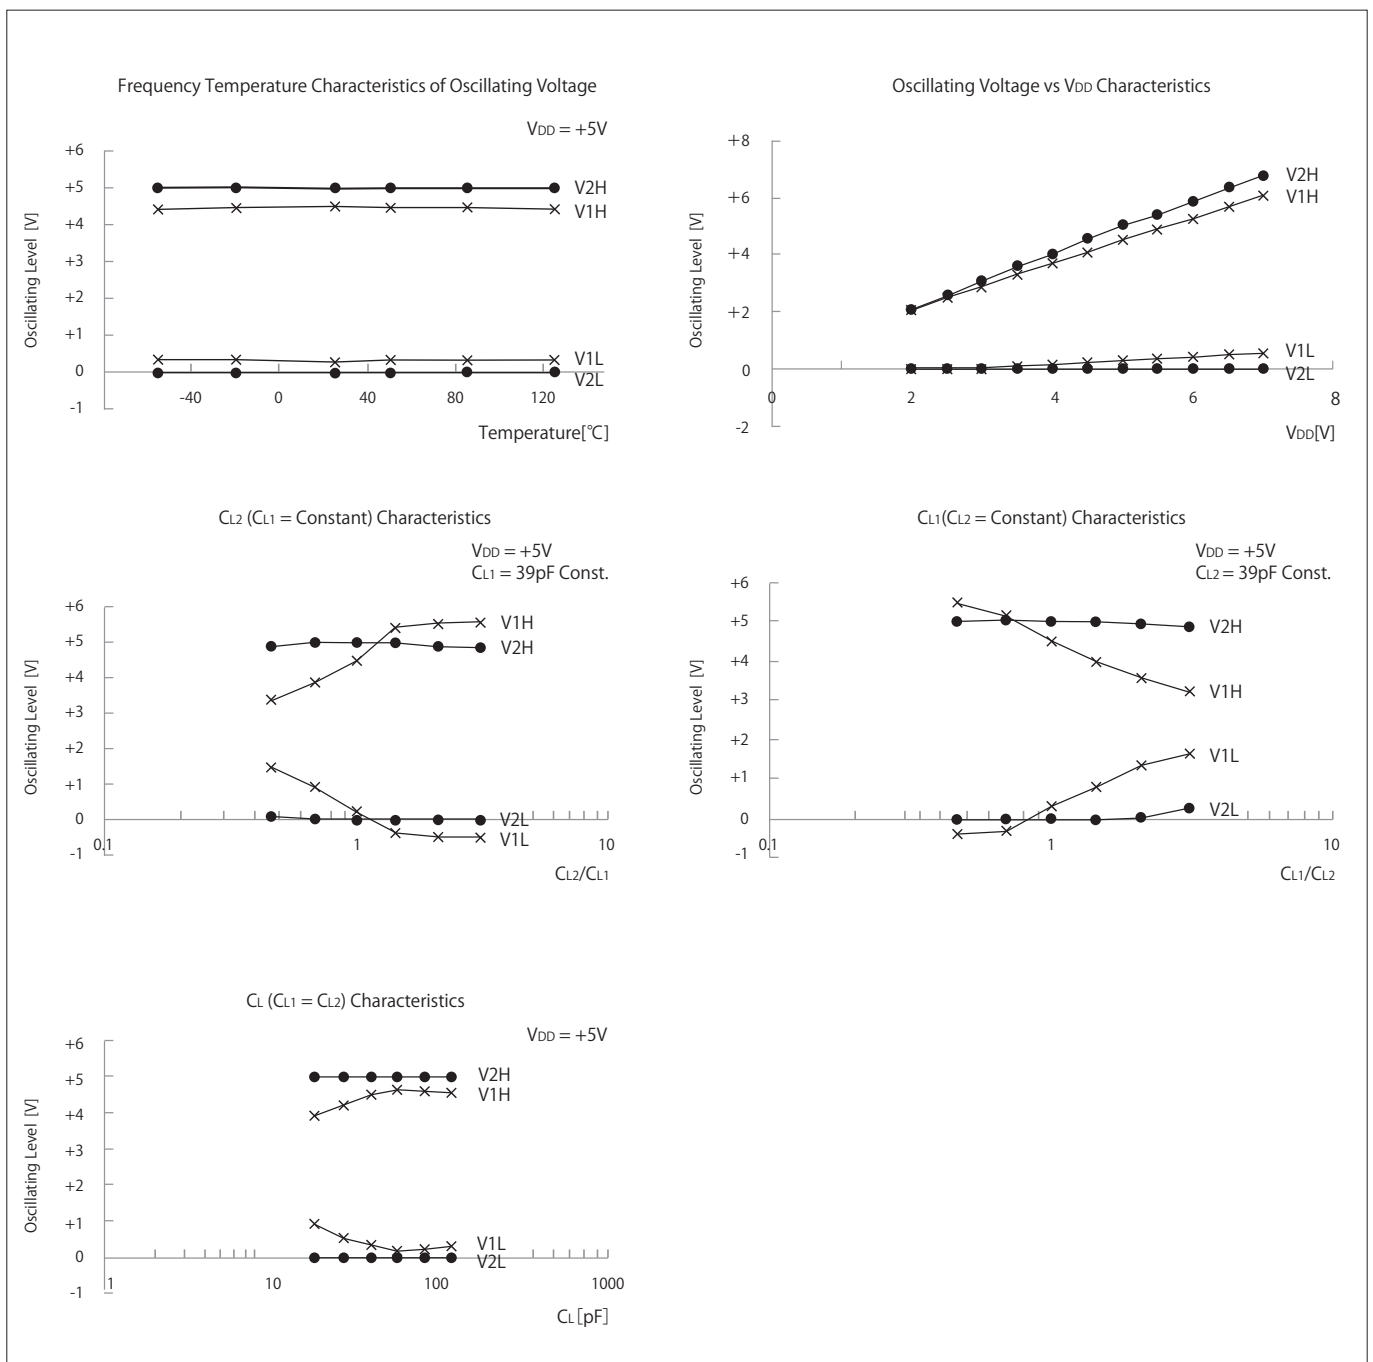 Frequency Temperature Characteristics of Oscillating Voltage
VDD = +5V
+6
+5
+4
+3
+2
+1
0
-1
Oscillating Level [V]
V2H
V1H
V1L
V2L
-40 0 40 80 120
Temperature[°C]
Oscillating Voltage vs VDD Characteristics
+8
+6
+4
+2
0
-2
Oscillating Level [V]
V2H
V1H
V1L
V2L
0 2 4 6 8
VDD[V]
CL2 (CL1 = Constant) Characteristics
VDD = +5V
CL1 = 39pF Const.
+6
+5
+4
+3
+2
+1
0
-1
Oscillating Level [V]
V1H
V2H
V2L
V1L
0.1 1 10
CL2/CL1
CL1(CL2 = Constant) Characteristics
VDD = +5V
CL2 = 39pF Const.
+6
+5
+4
+3
+2
+1
0
-1
Oscillating Level [V]
V2H
V1H
V1L
V2L
0.1 1 10
CL1/CL2
CL (CL1 = CL2) Characteristics
VDD = +5V
+6
+5
+4
+3
+2
+1
0
-1
Oscillating Level [V]
V2H
V1H
V1L
V2L
1 10 100 1000
CL[pF]